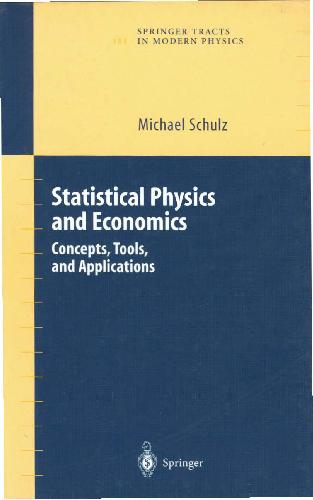 SPRINGER TRACTS
IN MODERN PHYSICS
Michael Schulz
Statistical Physics
and Economics
Concepts, Tools,
and Applications
Springer